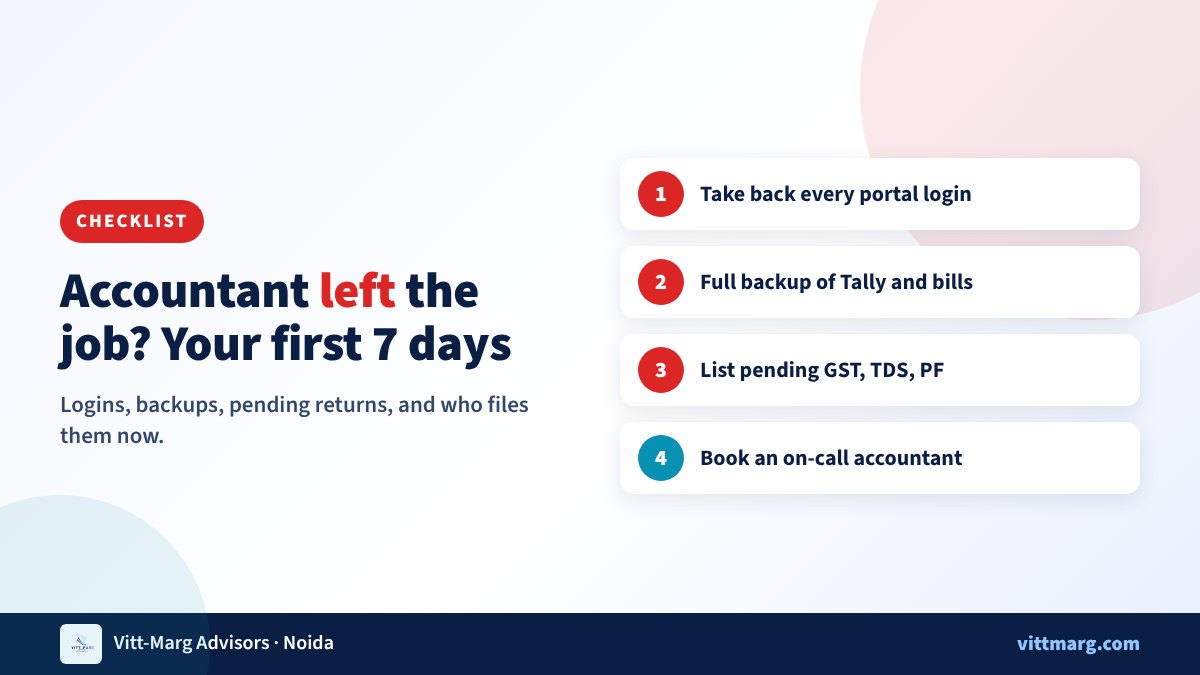 CHECKLIST
Accountant left the
job? Your first 7 days
Logins, backups, pending returns, and who files
them now.
1 Take back every portal login
2 Full backup of Tally and bills
3 List pending GST, TDS, PF
4 Book an on-call accountant
Vitt-Marg Advisors · Noida
vittmarg.com